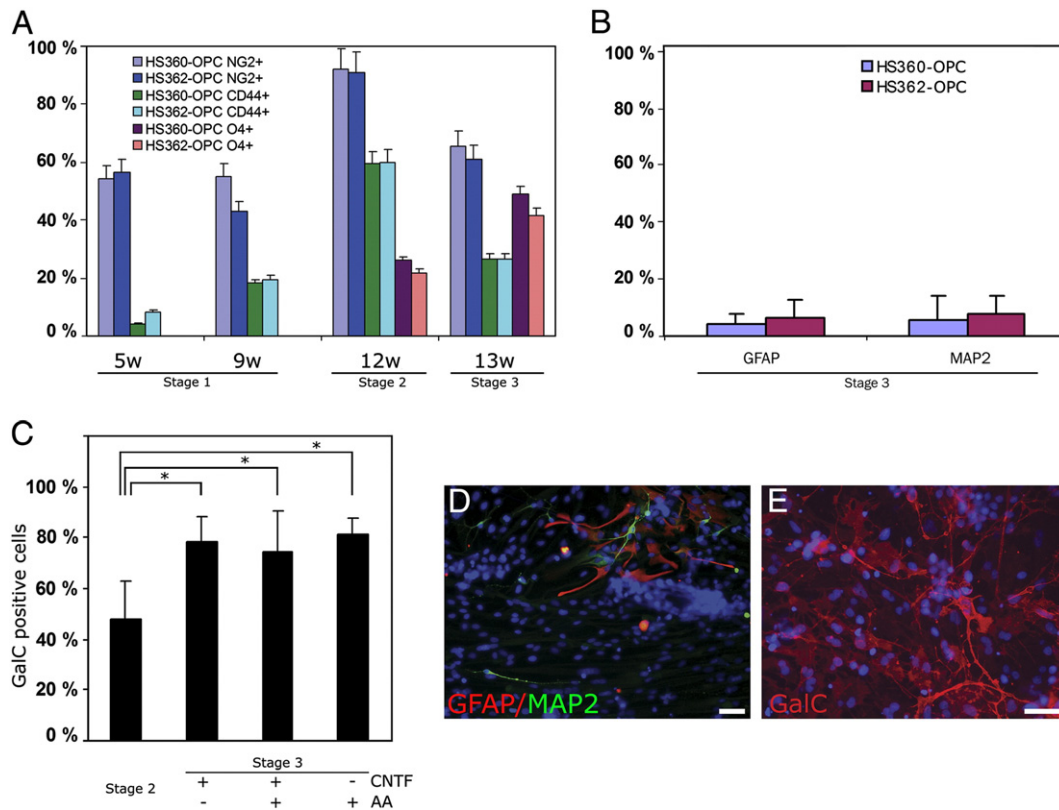 A
100 %
80 %
60 %
40 %
20 %
0 %
HS360-OPC NG2+
HS362-OPC NG2+
HS360-OPC CD44+
HS362-OPC CD44+
HS360-OPC O4+
HS362-OPC O4+
5w 9w 12w 13w
Stage 1 Stage 2 Stage 3
B
100 %
80 %
60 %
40 %
20 %
0 %
HS360-OPC
HS362-OPC
GFAP MAP2
Stage 3
C
GalC positive cells
100 %
80 %
60 %
40 %
20 %
0 %
* * *
Stage 2 Stage 3
+ + - CNTF
- + + AA
D
GFAP/MAP2
E
GalC